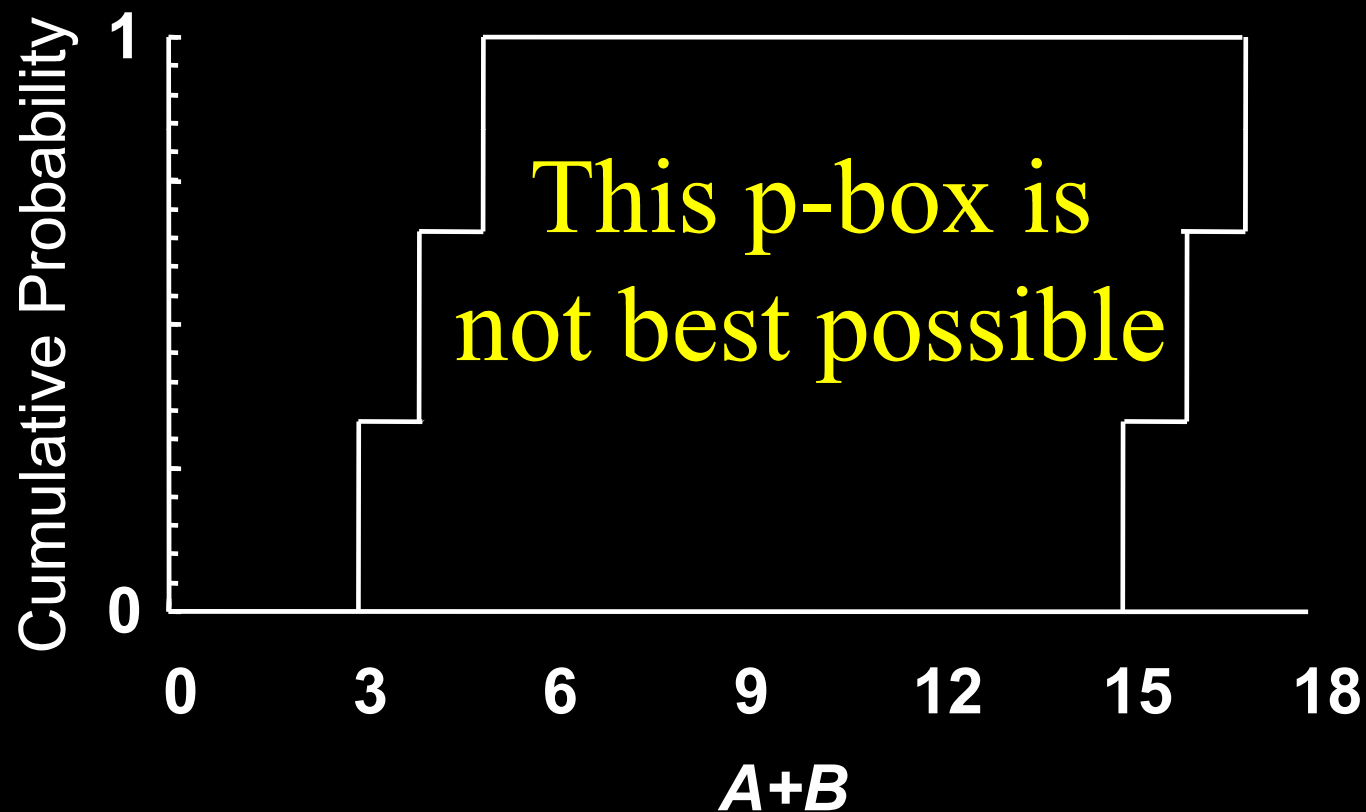 Cumulative Probability
1
This p-box is
not best possible
0
0 3 6 9 12 15 18
A+B